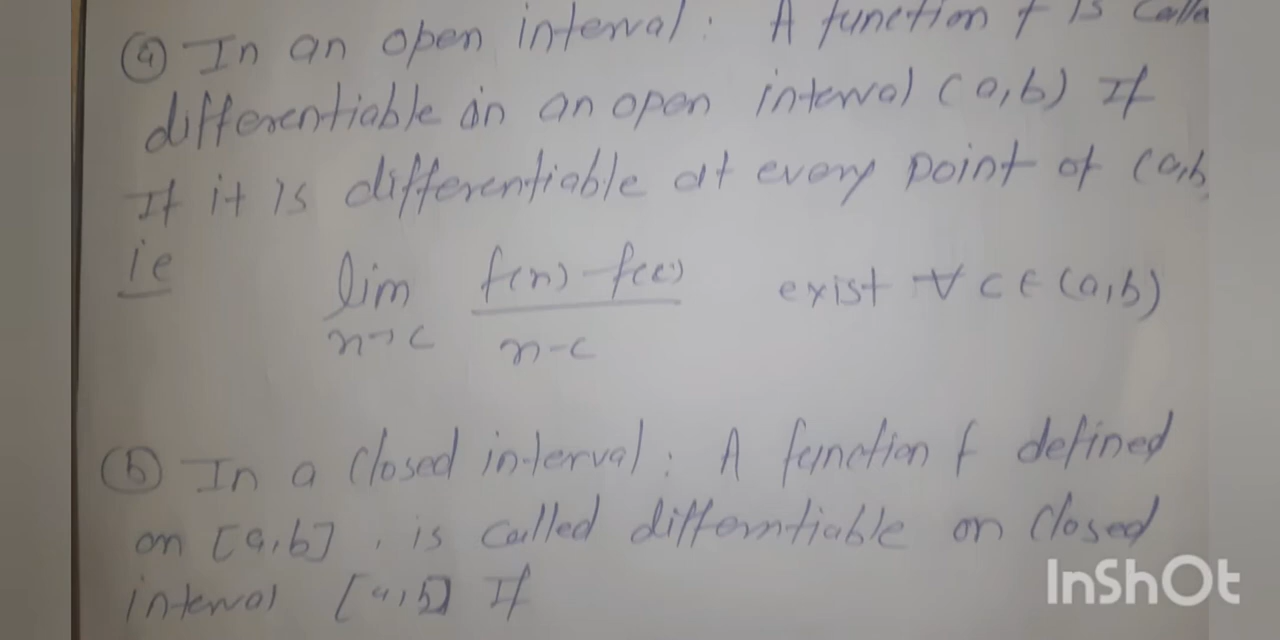 ⓐ In an open interval: A function f is calle
differentiable in an open interval (a,b) If
If it is differentiable at every point of (a,b
ie lim f(x) - f(c) exist ∀ c ∈ (a,b)
x→c x-c
ⓑ In a closed interval: A function f defined
on [a,b], is called differntiable on closed
interval [a,b] If
InShOt